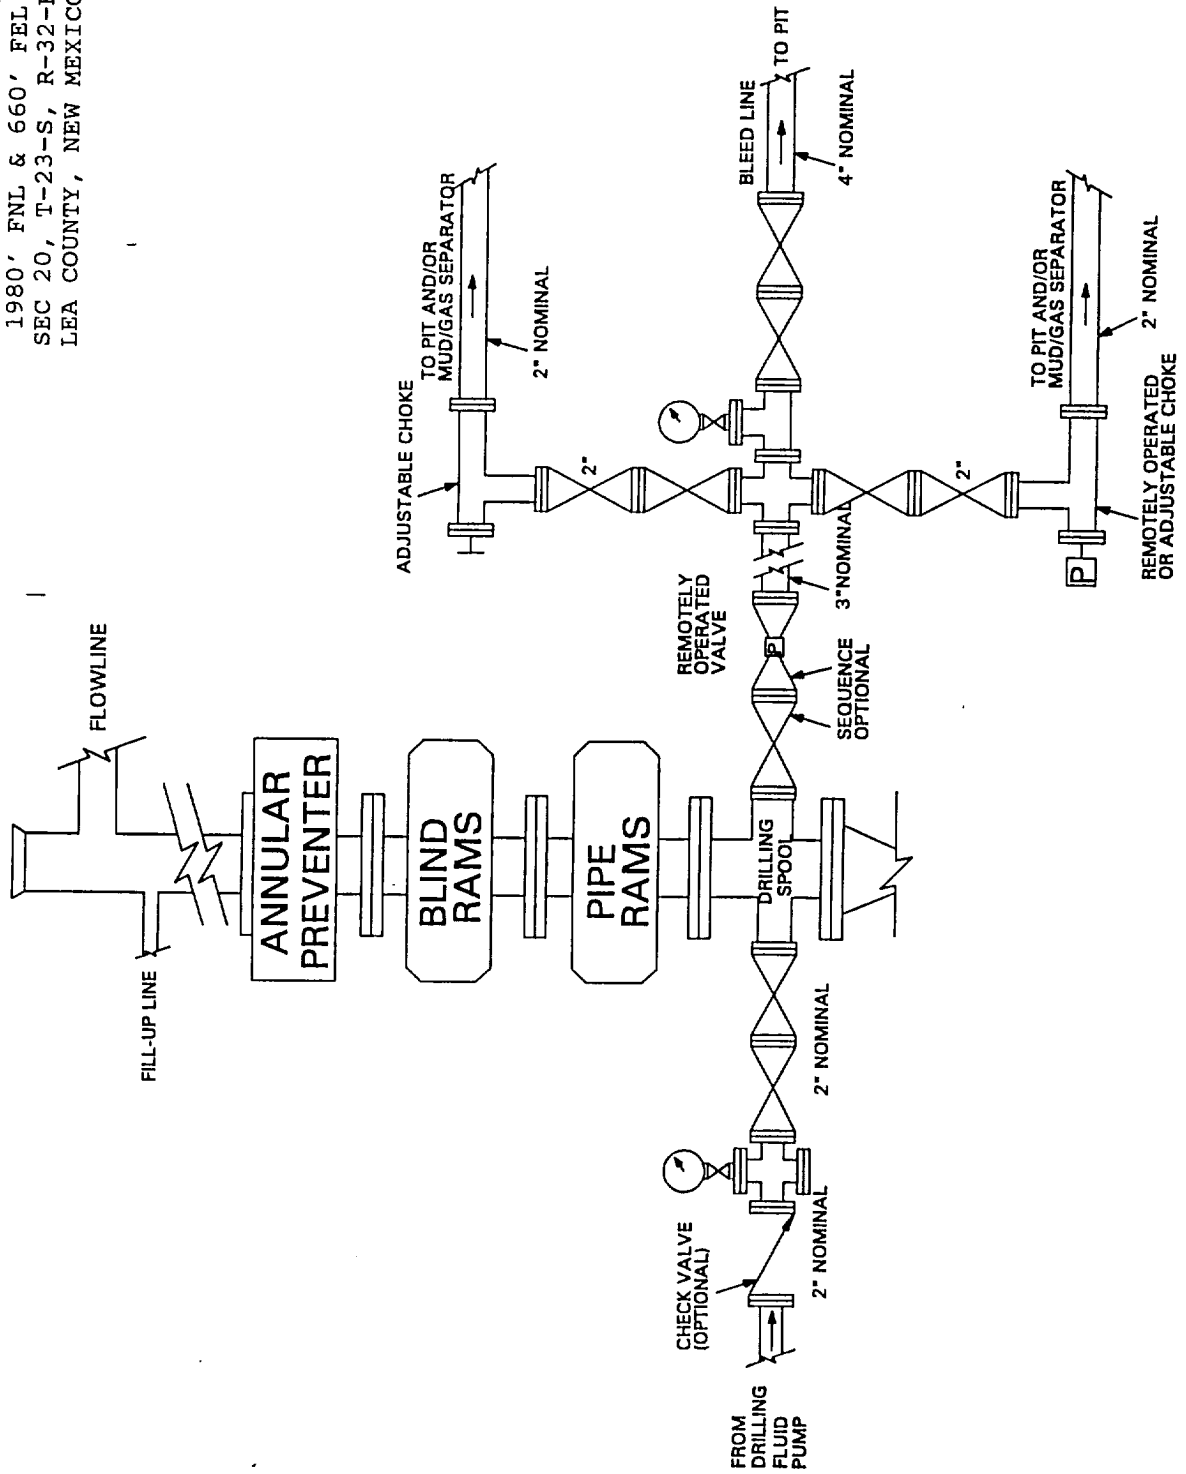 1980' FNL & 660' FEL
SEC 20, T-23-S, R-32-
LEA COUNTY, NEW MEXICO
FLOWLINE
FILL-UP LINE
ANNULAR
PREVENTER
BLIND
RAMS
PIPE
RAMS
DRILLING
SPOOL
ADJUSTABLE CHOKE
TO PIT AND/OR
MUD/GAS SEPARATOR
2" NOMINAL
2"
BLEED LINE
TO PIT
4" NOMINAL
REMOTELY
OPERATED
VALVE
P
3" NOMINAL
SEQUENCE
OPTIONAL
2"
TO PIT AND/OR
MUD/GAS SEPARATOR
2" NOMINAL
P
REMOTELY OPERATED
OR ADJUSTABLE CHOKE
2" NOMINAL
CHECK VALVE
(OPTIONAL)
2" NOMINAL
FROM
DRILLING
FLUID
PUMP